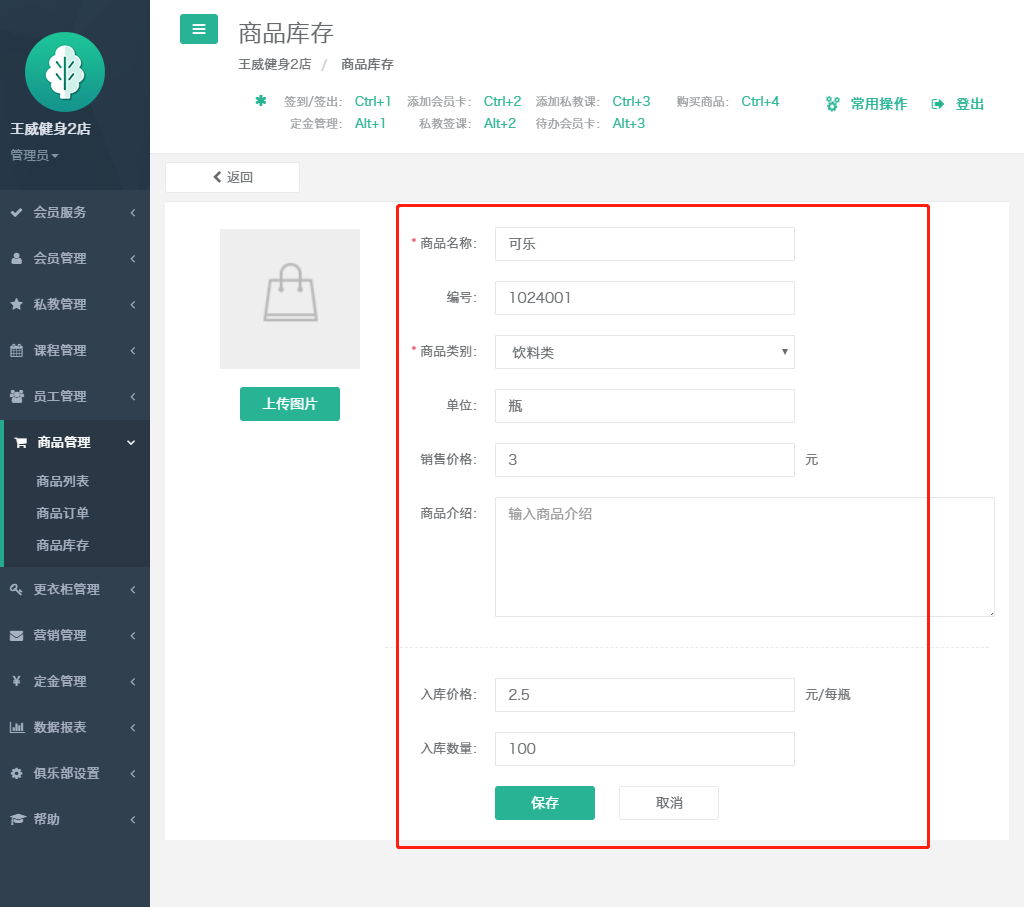 商品库存
王威健身2店 / 商品库存
签到/签出: Ctrl+1 添加会员卡: Ctrl+2 添加私教课: Ctrl+3 购买商品: Ctrl+4
定金管理: Alt+1 私教签课: Alt+2 待办会员卡: Alt+3
常用操作 登出
王威健身2店
管理员
会员服务
会员管理
私教管理
课程管理
员工管理
商品管理
商品列表
商品订单
商品库存
更衣柜管理
营销管理
定金管理
数据报表
俱乐部设置
帮助
返回
上传图片
* 商品名称: 可乐
编号: 1024001
* 商品类别: 饮料类
单位: 瓶
销售价格: 3 元
商品介绍: 输入商品介绍
入库价格: 2.5 元/每瓶
入库数量: 100
保存 取消